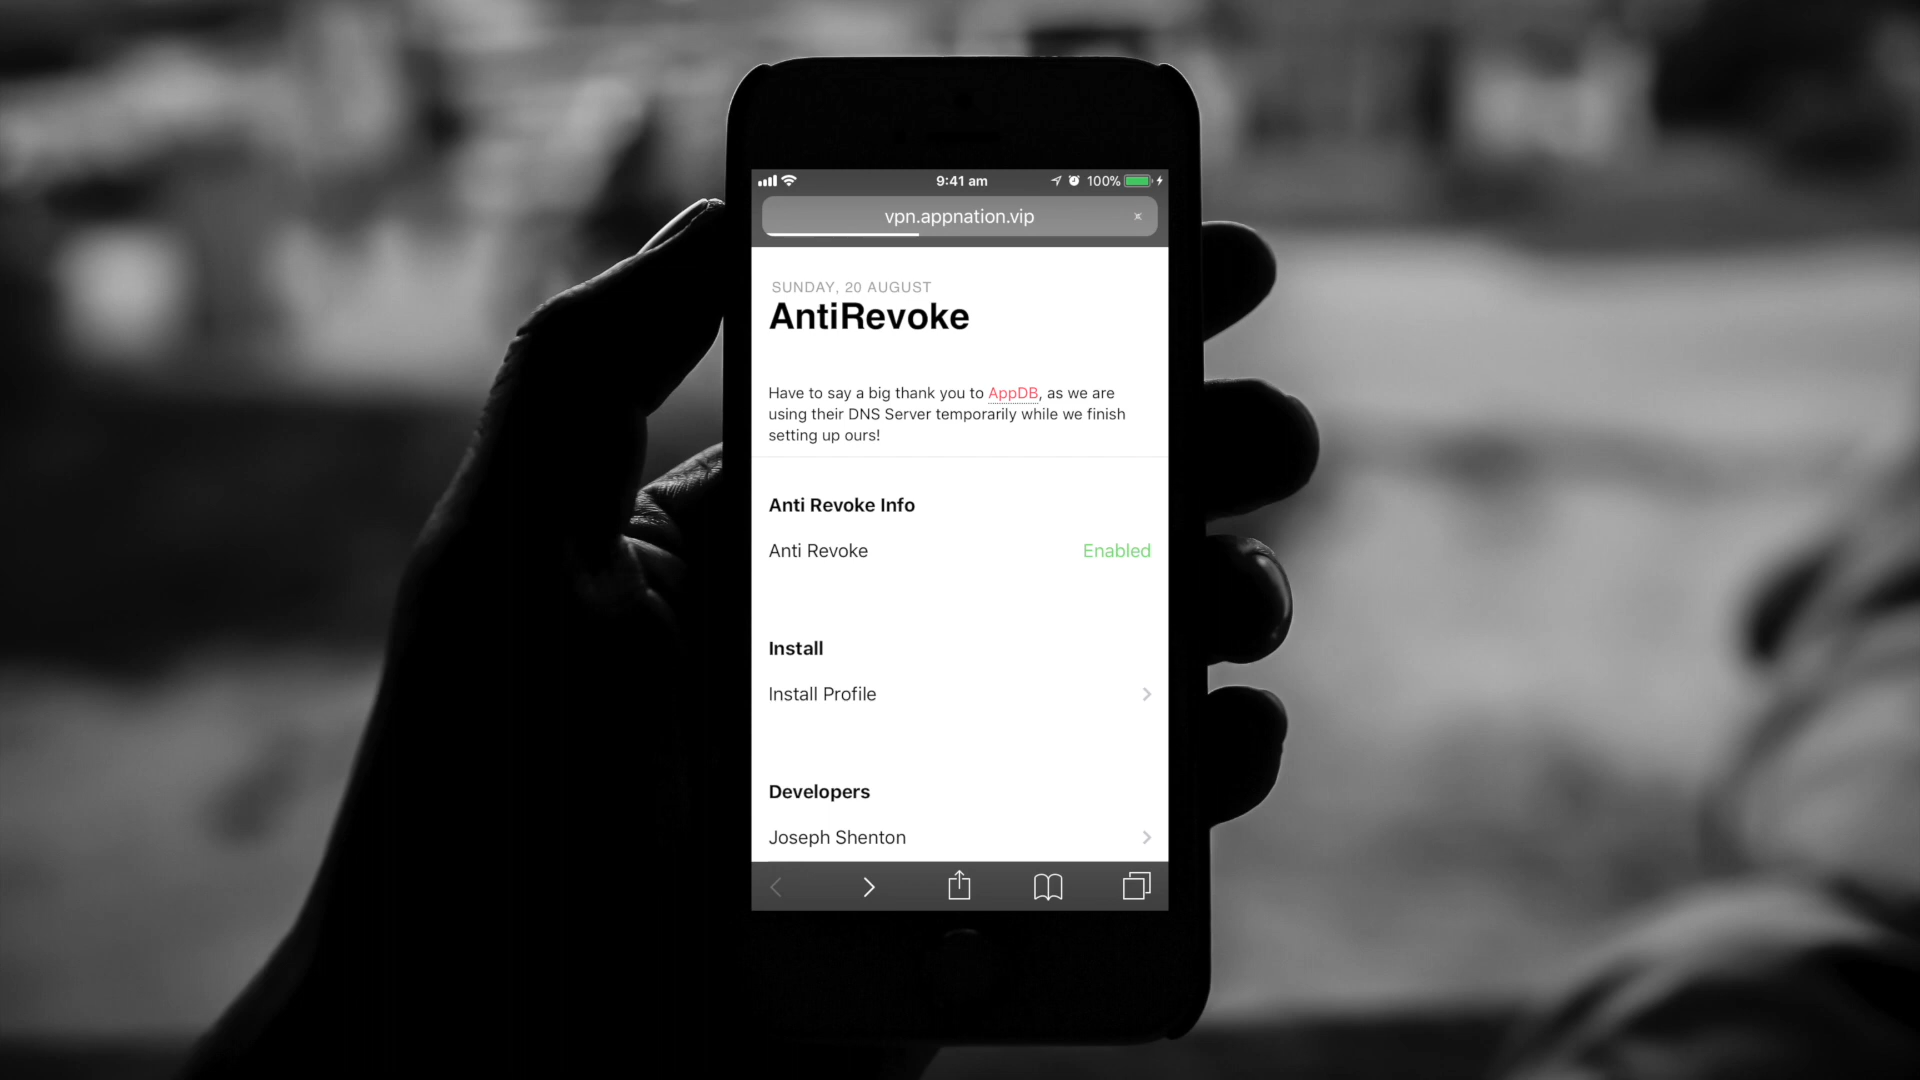 9:41 am
100%
vpn.appnation.vip
SUNDAY, 20 AUGUST
AntiRevoke
Have to say a big thank you to AppDB, as we are
using their DNS Server temporarily while we finish
setting up ours!
Anti Revoke Info
Anti Revoke Enabled
Install
Install Profile
Developers
Joseph Shenton